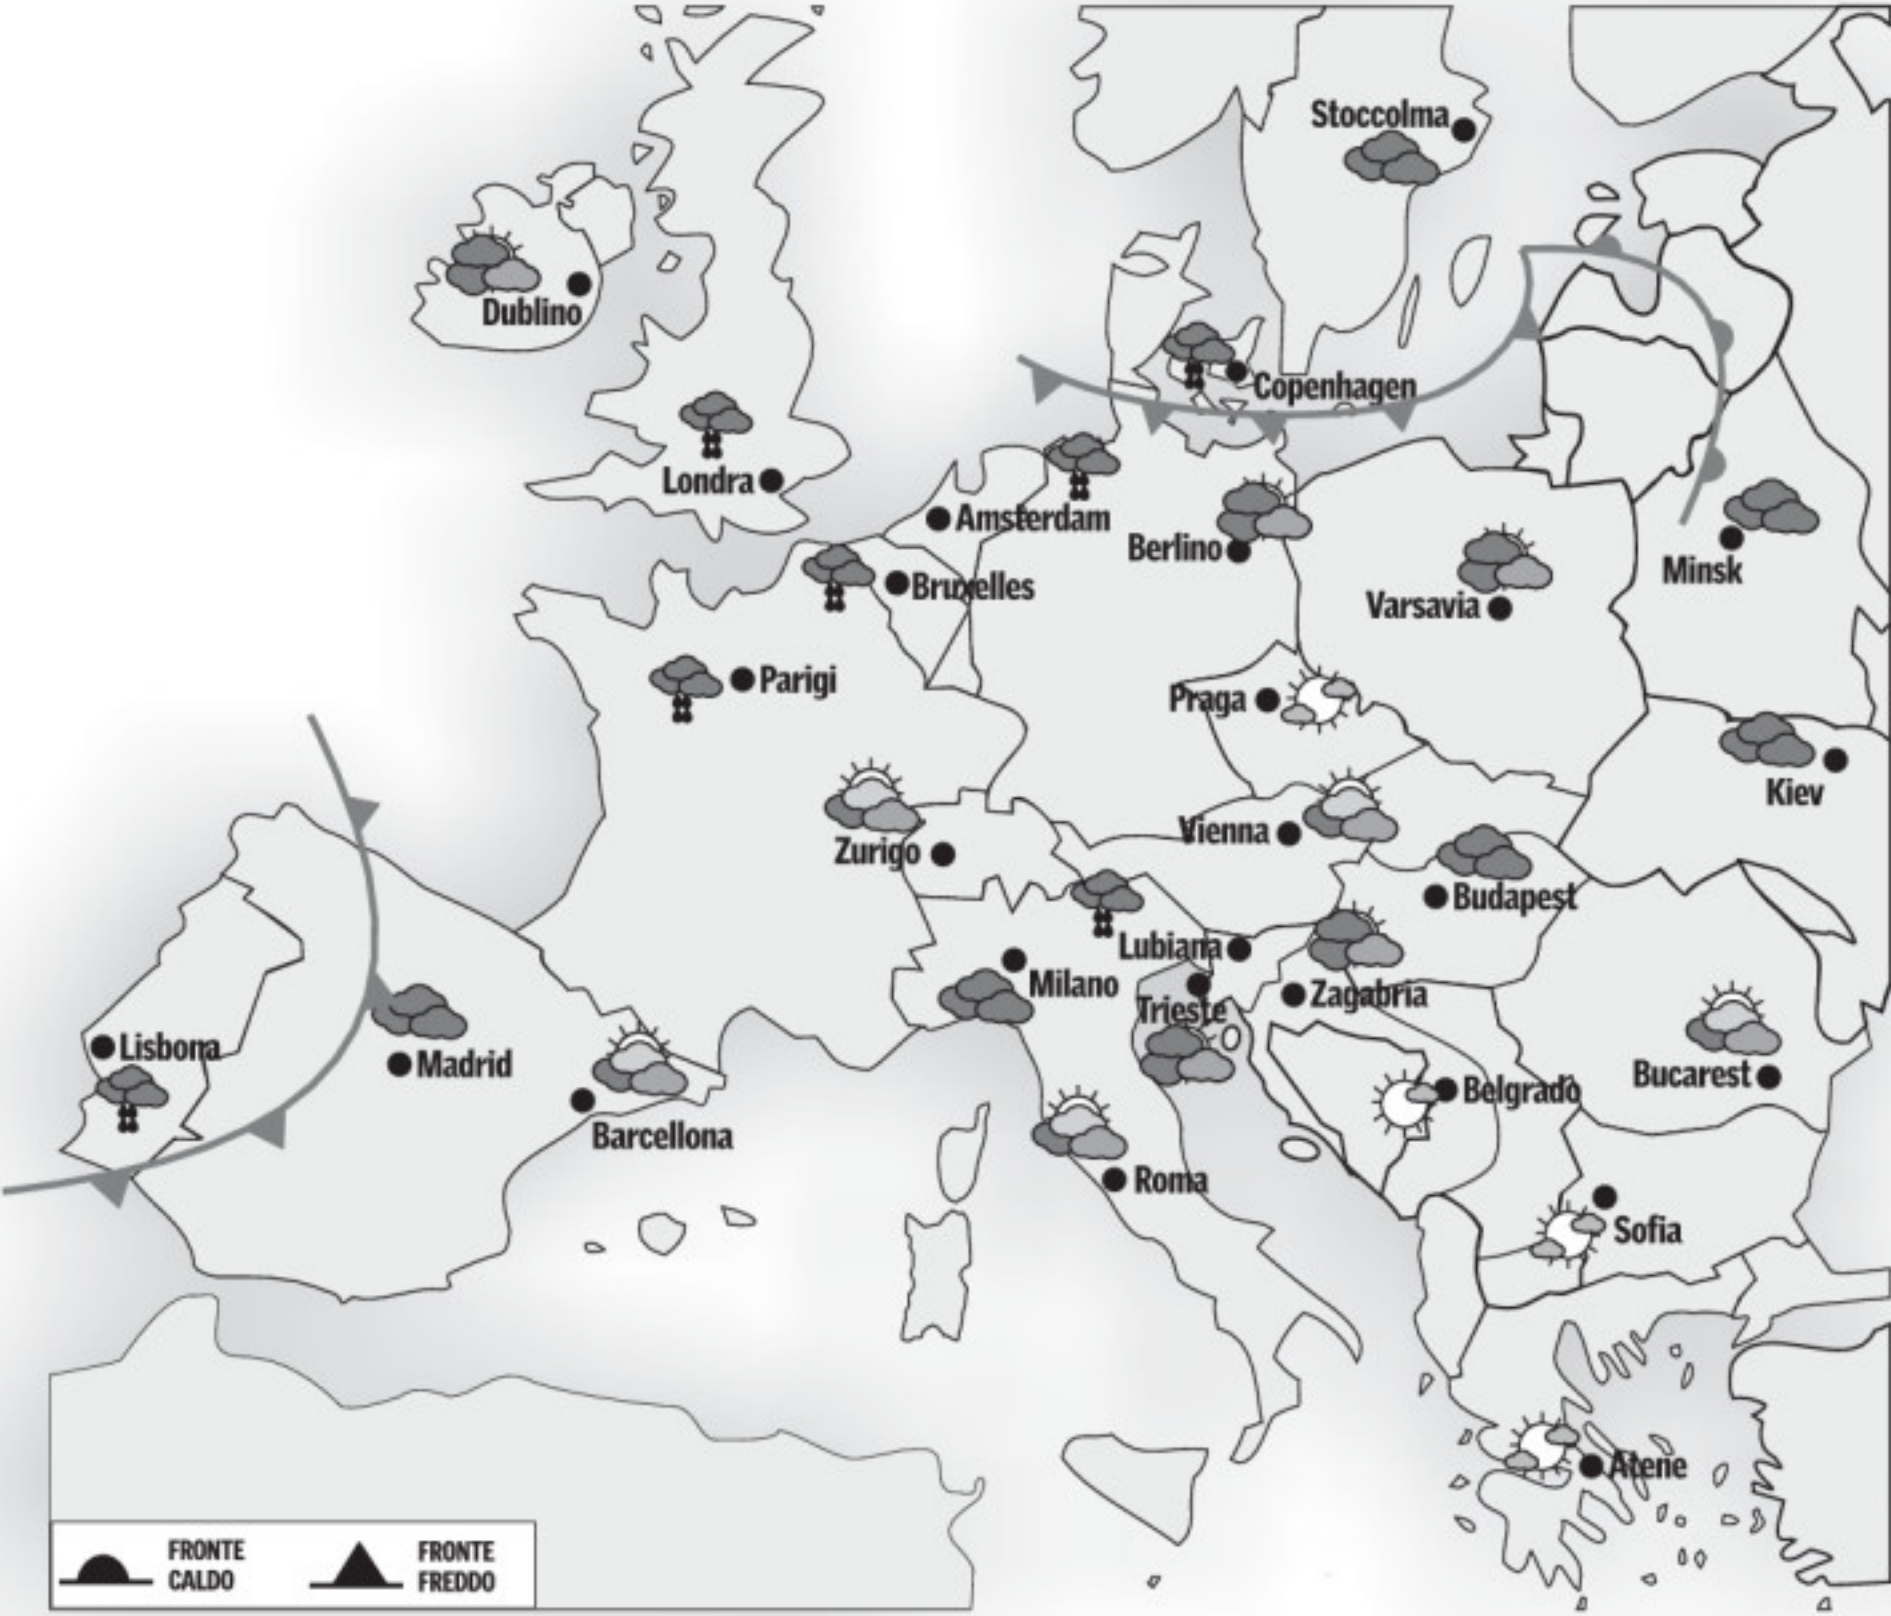 Stoccolma
Dublino
Copenhagen
Londra
Amsterdam
Berlino
Minsk
Bruxelles
Varsavia
Parigi
Praga
Kiev
Vienna
Zurigo
Budapest
Lubiana
Milano
Zagabria
Trieste
Lisbona
Madrid
Bucarest
Belgrado
Barcellona
Roma
Sofia
Atene
FRONTE
CALDO
FRONTE
FREDDO